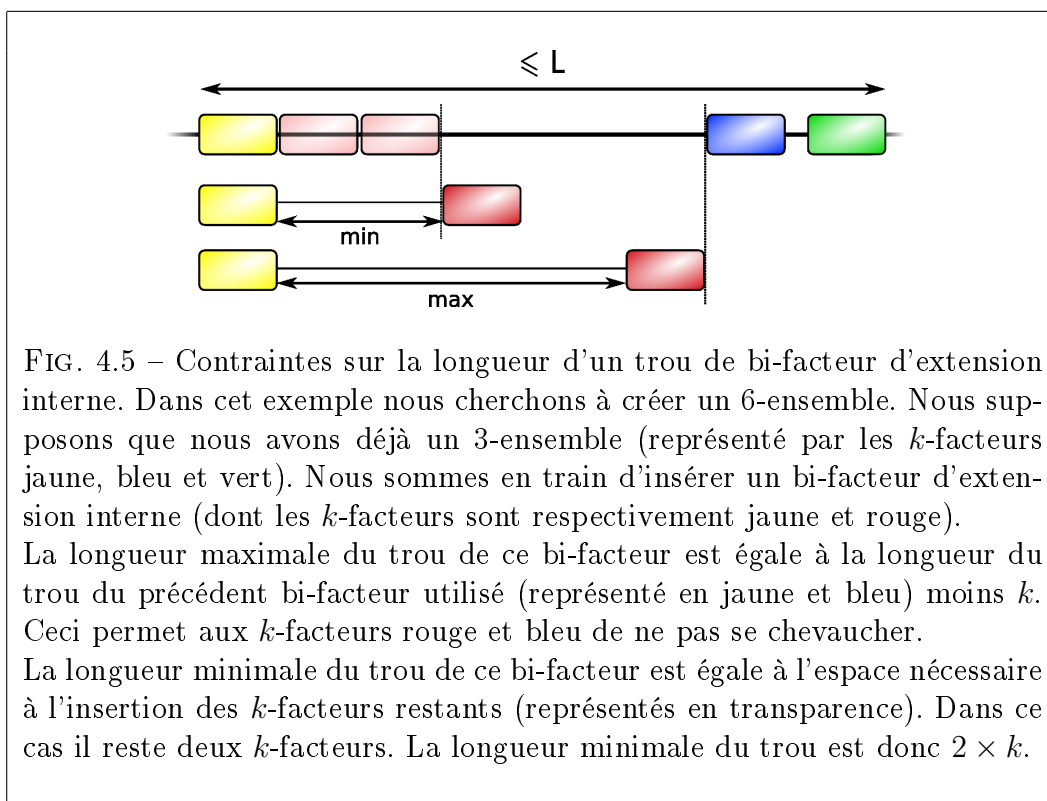 ⩽ L
min
max
FIG. 4.5 – Contraintes sur la longueur d'un trou de bi-facteur d'extension
interne. Dans cet exemple nous cherchons à créer un 6-ensemble. Nous sup-
posons que nous avons déjà un 3-ensemble (représenté par les k-facteurs
jaune, bleu et vert). Nous sommes en train d'insérer un bi-facteur d'exten-
sion interne (dont les k-facteurs sont respectivement jaune et rouge).
La longueur maximale du trou de ce bi-facteur est égale à la longueur du
trou du précédent bi-facteur utilisé (représenté en jaune et bleu) moins k.
Ceci permet aux k-facteurs rouge et bleu de ne pas se chevaucher.
La longueur minimale du trou de ce bi-facteur est égale à l'espace nécessaire
à l'insertion des k-facteurs restants (représentés en transparence). Dans ce
cas il reste deux k-facteurs. La longueur minimale du trou est donc 2 × k.